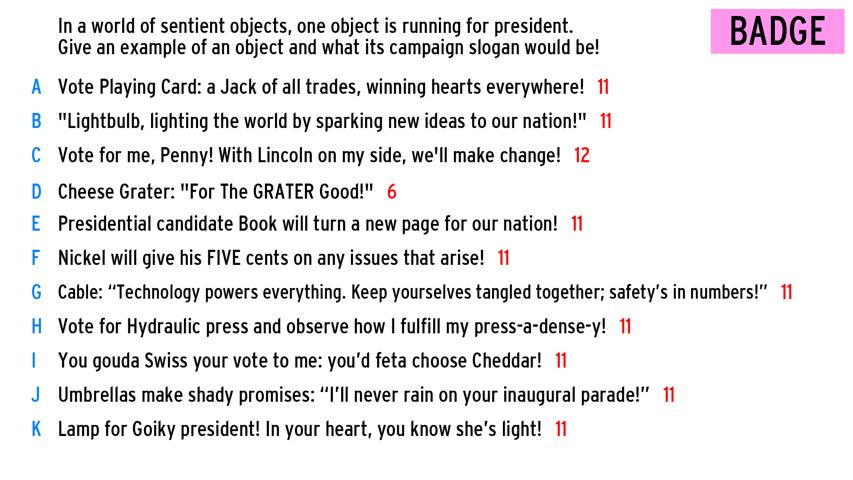 In a world of sentient objects, one object is running for president.
Give an example of an object and what its campaign slogan would be!
BADGE
A Vote Playing Card: a Jack of all trades, winning hearts everywhere! 11
B "Lightbulb, lighting the world by sparking new ideas to our nation!" 11
C Vote for me, Penny! With Lincoln on my side, we'll make change! 12
D Cheese Grater: "For The GRATER Good!" 6
E Presidential candidate Book will turn a new page for our nation! 11
F Nickel will give his FIVE cents on any issues that arise! 11
G Cable: “Technology powers everything. Keep yourselves tangled together; safety’s in numbers!” 11
H Vote for Hydraulic press and observe how I fulfill my press-a-dense-y! 11
I You gouda Swiss your vote to me: you’d feta choose Cheddar! 11
J Umbrellas make shady promises: “I’ll never rain on your inaugural parade!” 11
K Lamp for Goiky president! In your heart, you know she’s light! 11